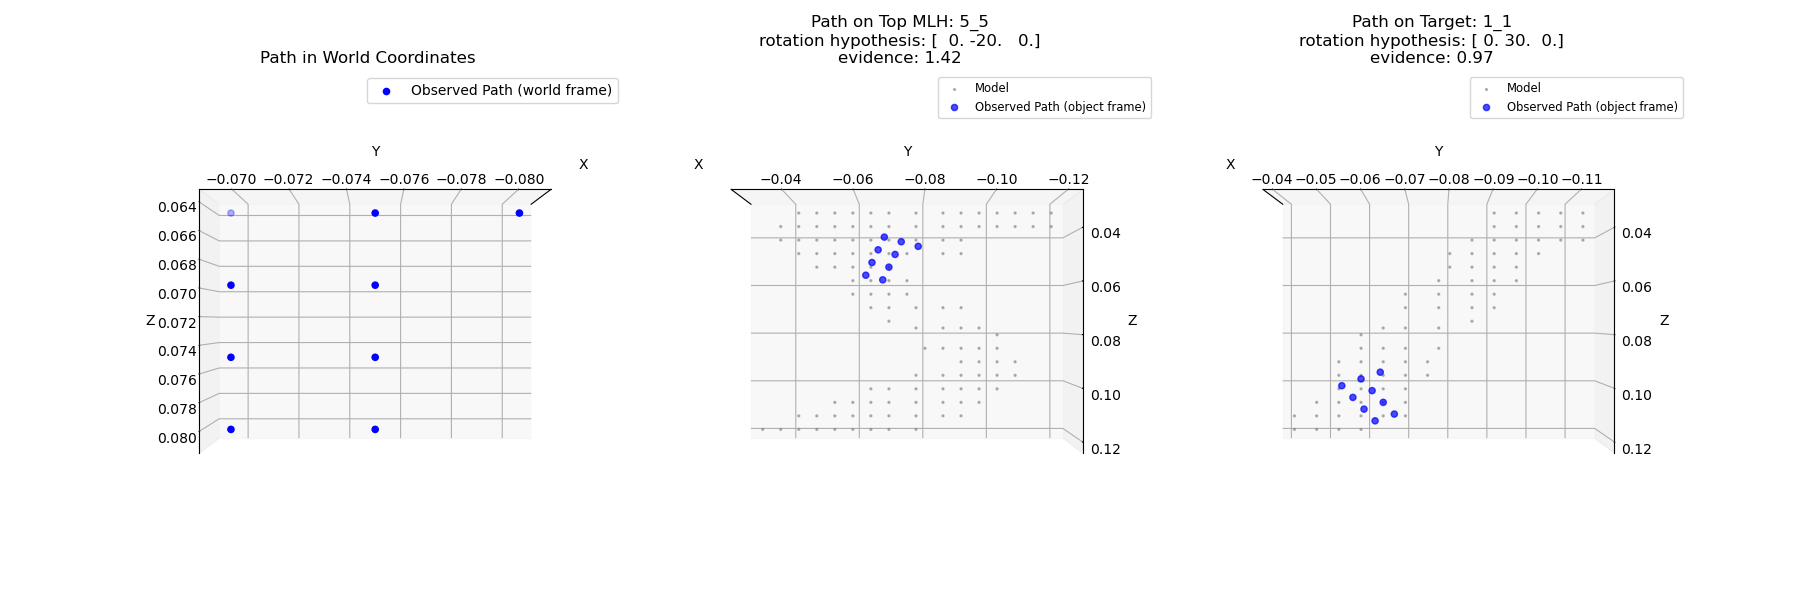 Path in World Coordinates
Observed Path (world frame)
Y
X
−0.070 −0.072 −0.074 −0.076 −0.078 −0.080
0.064
0.066
0.068
0.070
Z
0.072
0.074
0.076
0.078
0.080
Path on Top MLH: 5_5
rotation hypothesis: [  0. -20.   0.]
evidence: 1.42
Model
Observed Path (object frame)
Y
X
−0.04 −0.06 −0.08 −0.10 −0.12
0.04
0.06
Z
0.08
0.10
0.12
Path on Target: 1_1
rotation hypothesis: [ 0. 30.  0.]
evidence: 0.97
Model
Observed Path (object frame)
Y
X
−0.04 −0.05 −0.06 −0.07 −0.08 −0.09 −0.10 −0.11
0.04
0.06
Z
0.08
0.10
0.12